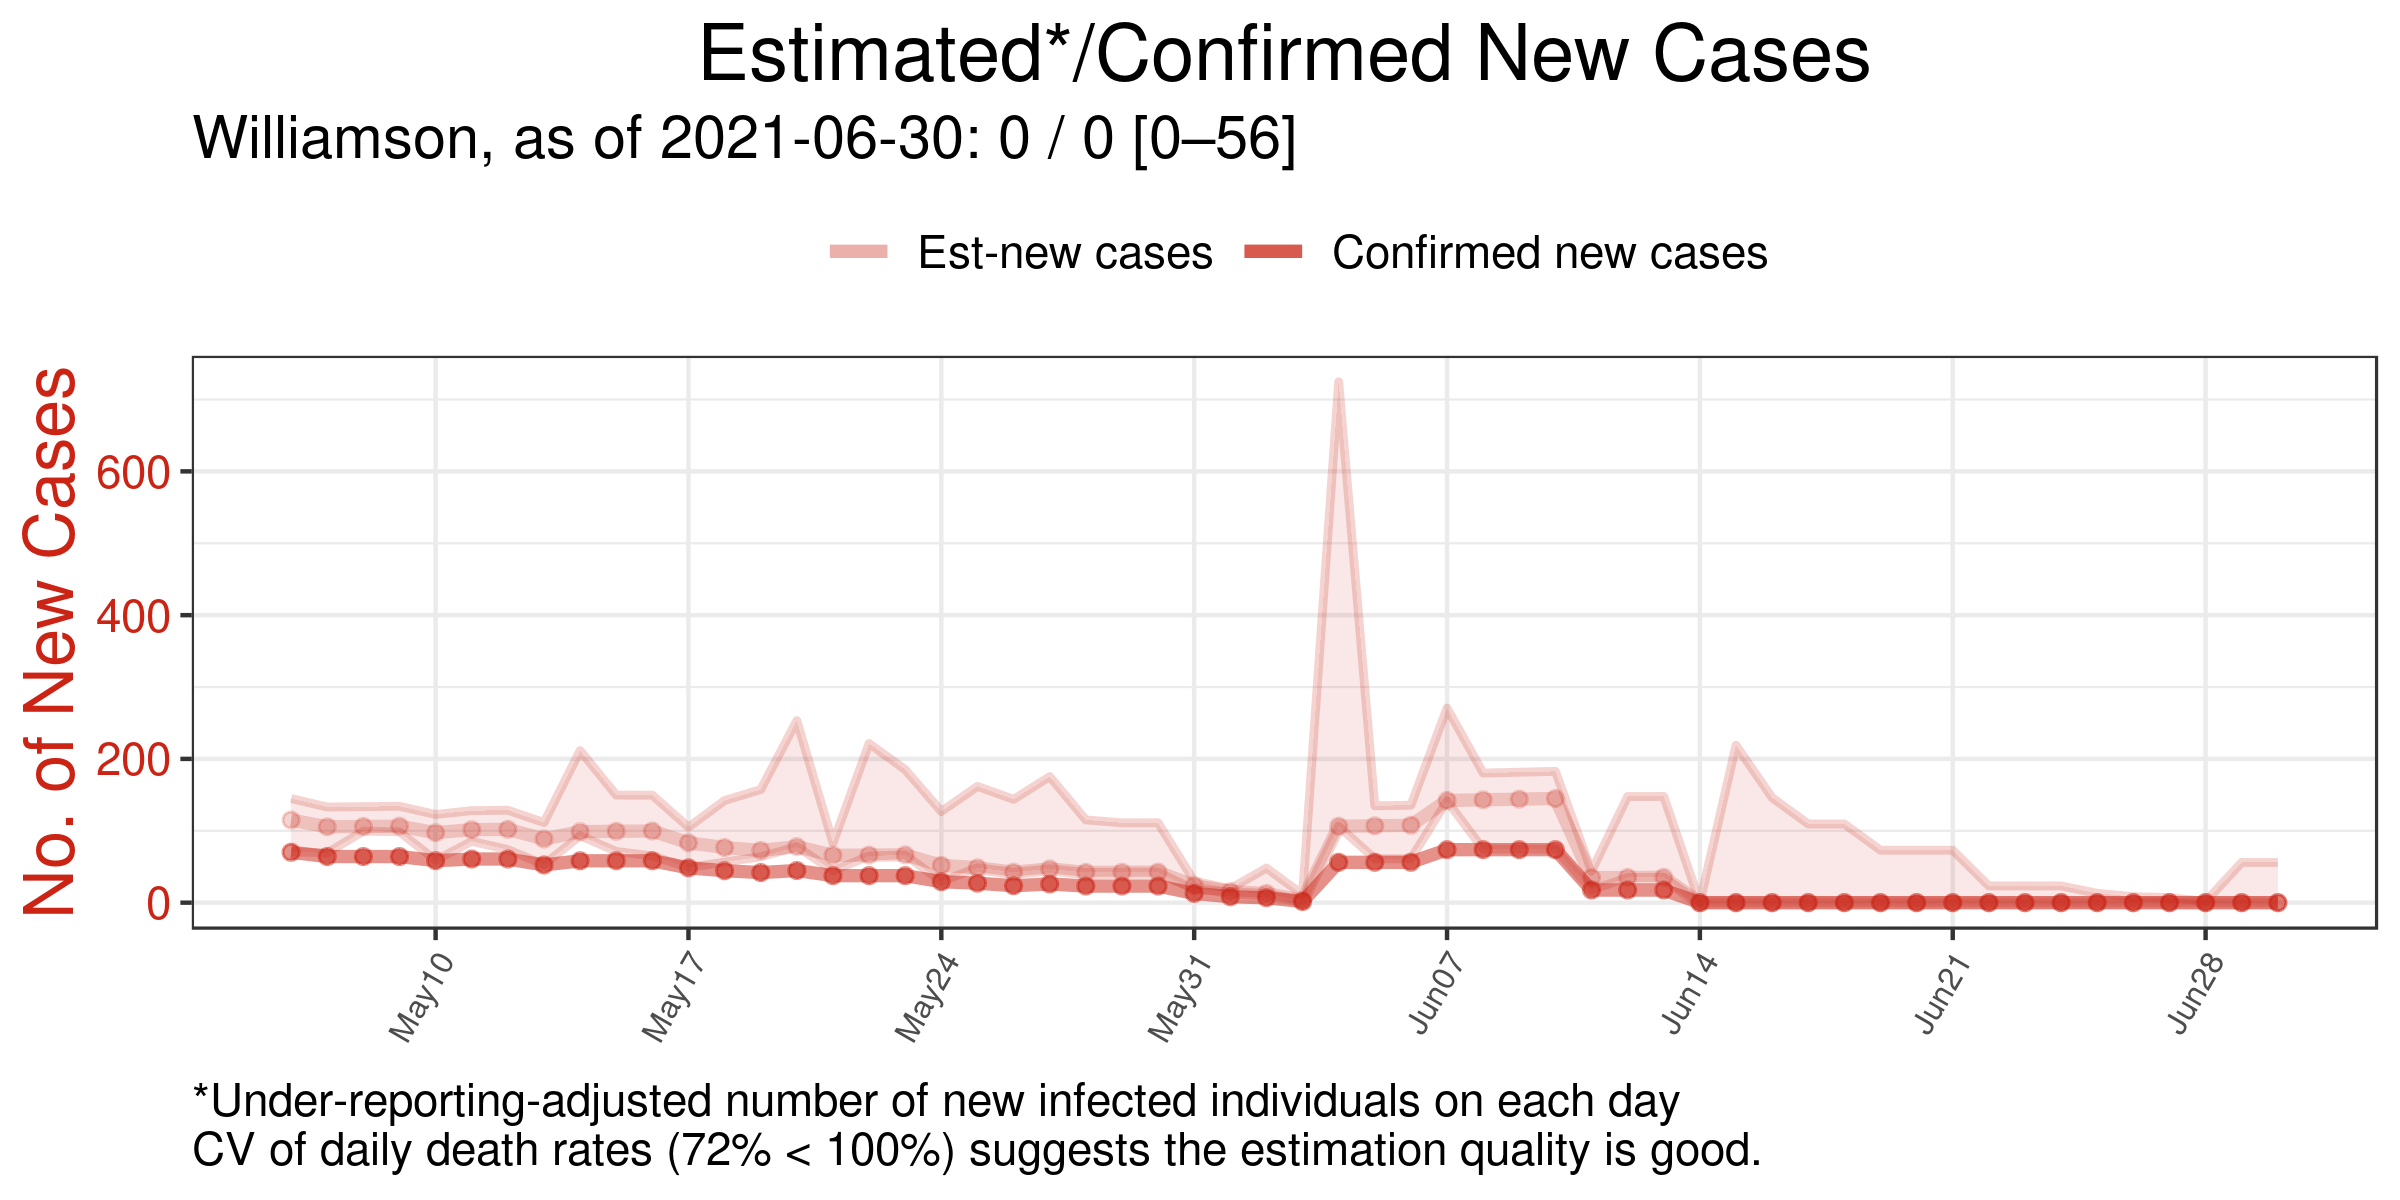 Estimated*/Confirmed New Cases
Williamson, as of 2021-06-30: 0 / 0 [0–56]
Est-new cases Confirmed new cases
No. of New Cases
600
400
200
0
May10 May17 May24 May31 Jun07 Jun14 Jun21 Jun28
*Under-reporting-adjusted number of new infected individuals on each day
CV of daily death rates (72% < 100%) suggests the estimation quality is good.